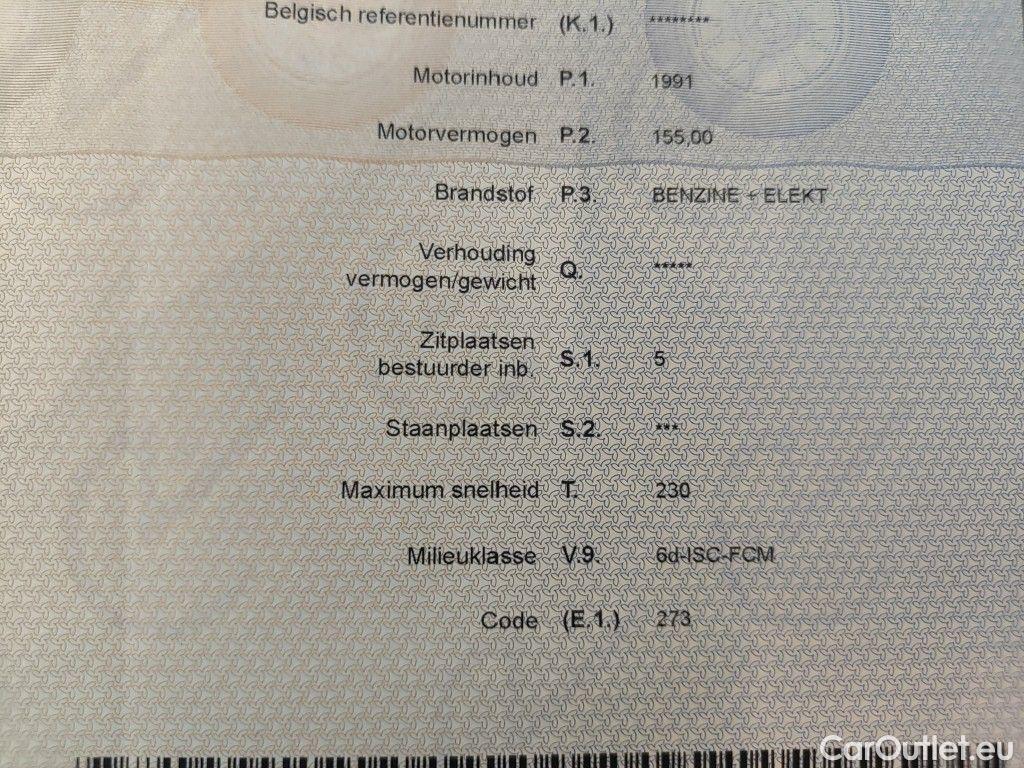 Belgisch referentienummer (K.1.) ********
Motorinhoud P.1. 1991
Motorvermogen P.2. 155,00
Brandstof P.3. BENZINE + ELEKT
Verhouding
vermogen/gewicht Q. *****
Zitplaatsen
bestuurder inb. S.1. 5
Staanplaatsen S.2. ***
Maximum snelheid T. 230
Milieuklasse V.9. 6d-ISC-FCM
Code (E.1.) 273
CarOutlet.eu